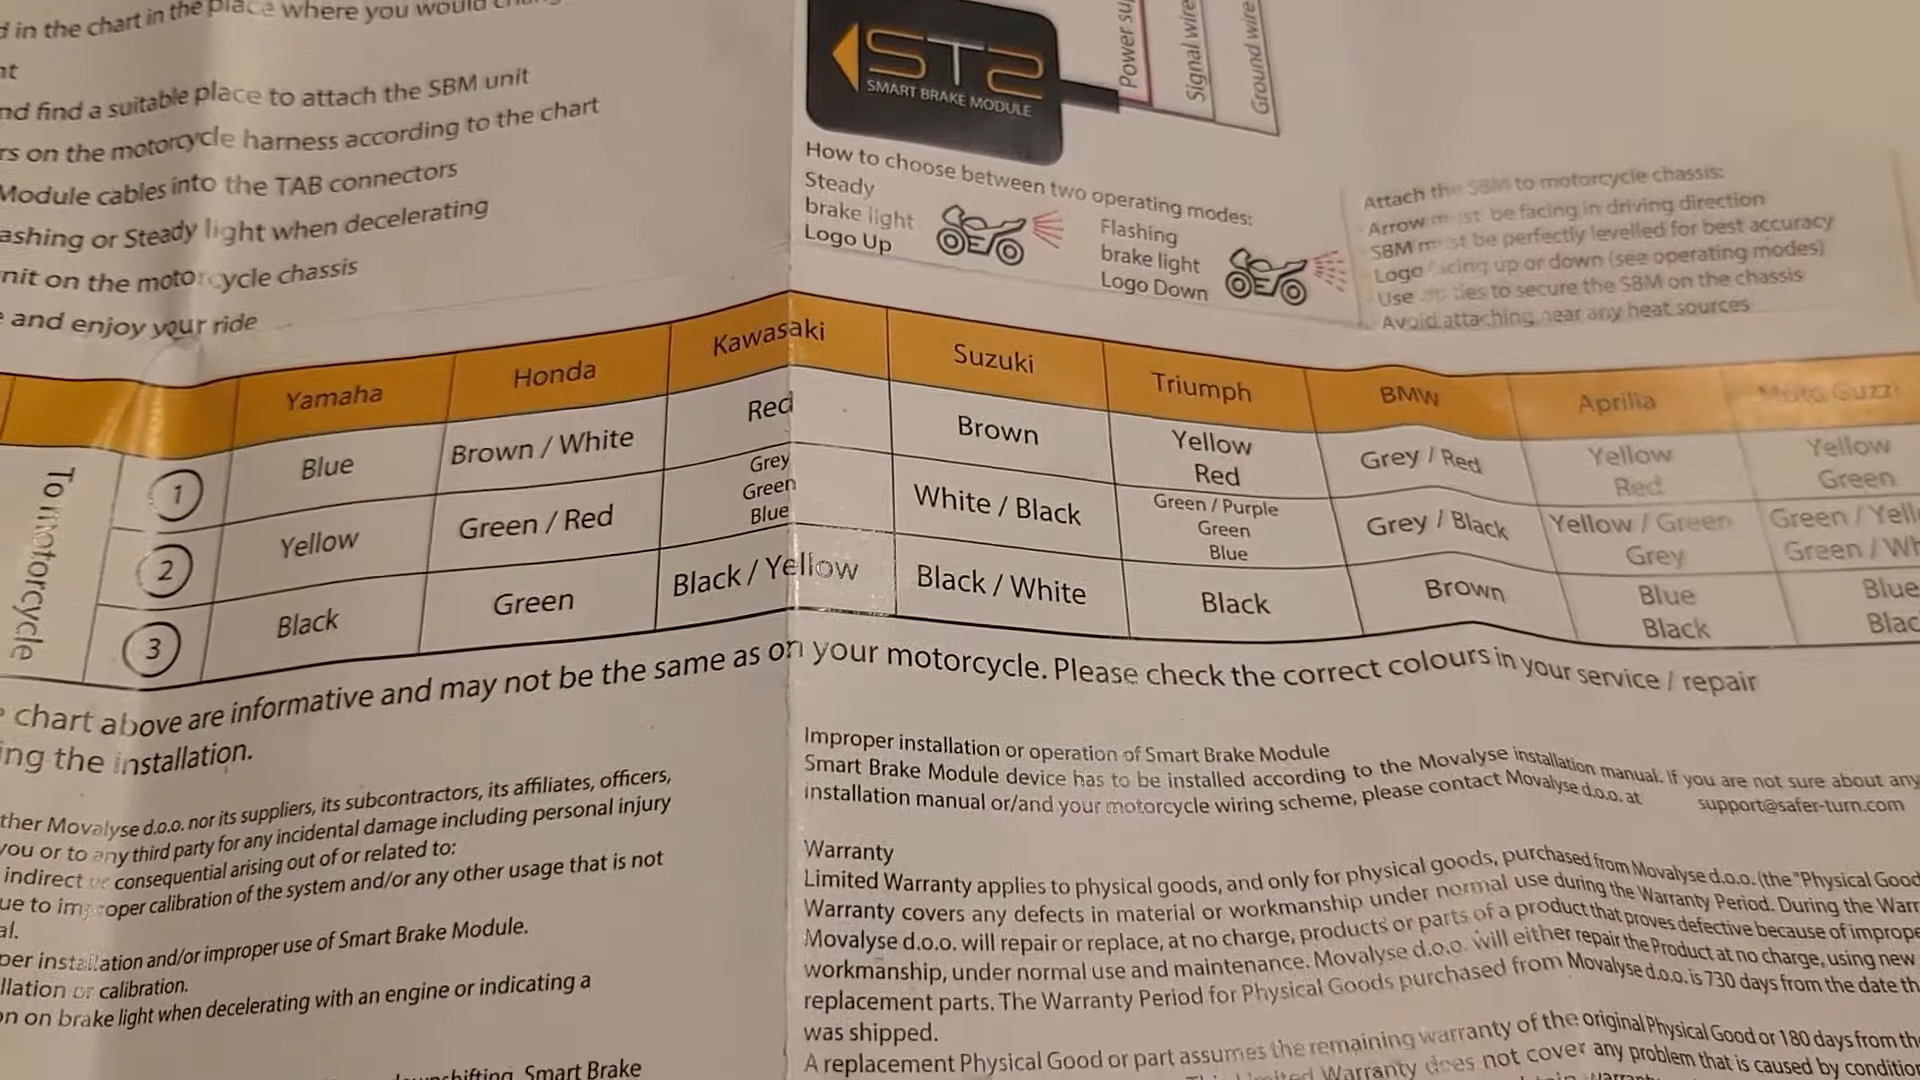 d in the chart in the place where you would
nt
nd find a suitable place to attach the SBM unit
rs on the motorcycle harness according to the chart
Module cables into the TAB connectors
ashing or Steady light when decelerating
nit on the motorcycle chassis
e and enjoy your ride
STS
SMART BRAKE MODULE
Power su
Signal wire
Ground wire
How to choose between two operating modes:
Steady
brake light
Logo Up
Flashing
brake light
Logo Down
Attach the SBM to motorcycle chassis:
- Arrow must be facing in driving direction
- SBM must be perfectly levelled for best accuracy
- Logo facing up or down (see operating modes)
- Use zip ties to secure the SBM on the chassis
- Avoid attaching near any heat sources
Yamaha Honda Kawasaki Suzuki Triumph BMW Aprilia Moto Guzzi
To motorcycle
1 Blue Brown / White Red Brown Yellow Red Grey / Red Yellow Red Yellow Green
2 Yellow Green / Red Grey Green Blue White / Black Green / Purple Green Blue Grey / Black Yellow / Green Grey Green / Yello Green / Wh
3 Black Green Black / Yellow Black / White Black Brown Blue Black Blue Blac
e chart above are informative and may not be the same as on your motorcycle. Please check the correct colours in your service / repair
ing the installation.
ther Movalyse d.o.o. nor its suppliers, its subcontractors, its affiliates, officers,
you or to any third party for any incidental damage including personal injury
indirect or consequential arising out of or related to:
ue to improper calibration of the system and/or any other usage that is not
al.
per installation and/or improper use of Smart Brake Module.
llation or calibration.
on on brake light when decelerating with an engine or indicating a
downshifting, Smart Brake
Improper installation or operation of Smart Brake Module
Smart Brake Module device has to be installed according to the Movalyse installation manual. If you are not sure about any
installation manual or/and your motorcycle wiring scheme, please contact Movalyse d.o.o. at support@safer-turn.com
Warranty
Limited Warranty applies to physical goods, and only for physical goods, purchased from Movalyse d.o.o. (the "Physical Good
Warranty covers any defects in material or workmanship under normal use during the Warranty Period. During the Warr
Movalyse d.o.o. will repair or replace, at no charge, products or parts of a product that proves defective because of imprope
workmanship, under normal use and maintenance. Movalyse d.o.o. will either repair the Product at no charge, using new
replacement parts. The Warranty Period for Physical Goods purchased from Movalyse d.o.o. is 730 days from the date th
was shipped.
A replacement Physical Good or part assumes the remaining warranty of the original Physical Good or 180 days from the
This Limited Warranty does not cover any problem that is caused by condition